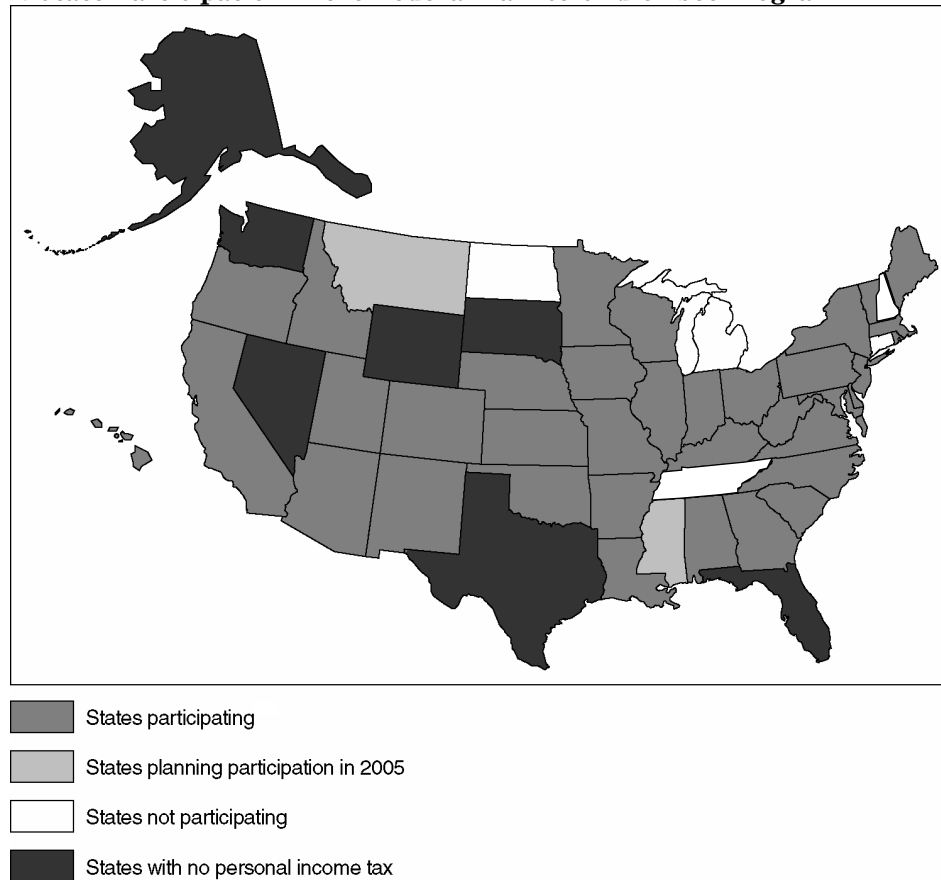 States participating
States planning participation in 2005
States not participating
States with no personal income tax